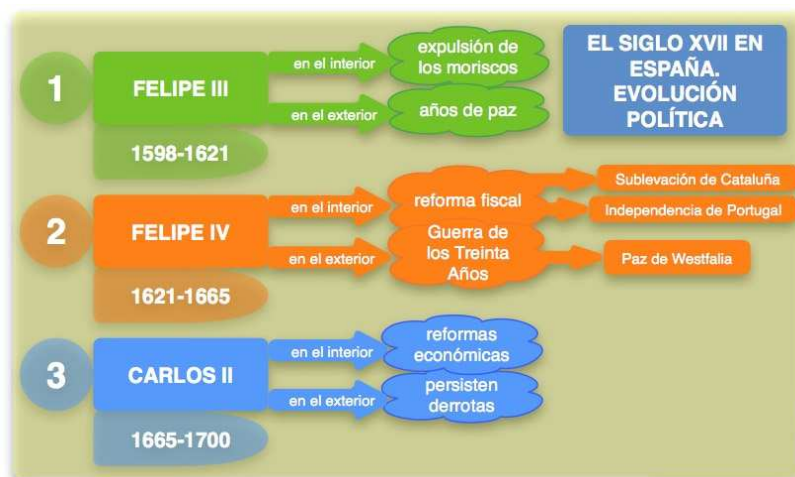 EL SIGLO XVII EN
ESPAÑA.
EVOLUCIÓN
POLÍTICA
1
FELIPE III
1598-1621
en el interior
expulsión de
los moriscos
en el exterior
años de paz
2
FELIPE IV
1621-1665
en el interior
reforma fiscal
Sublevación de Cataluña
Independencia de Portugal
en el exterior
Guerra de
los Treinta
Años
Paz de Westfalia
3
CARLOS II
1665-1700
en el interior
reformas
económicas
en el exterior
persisten
derrotas